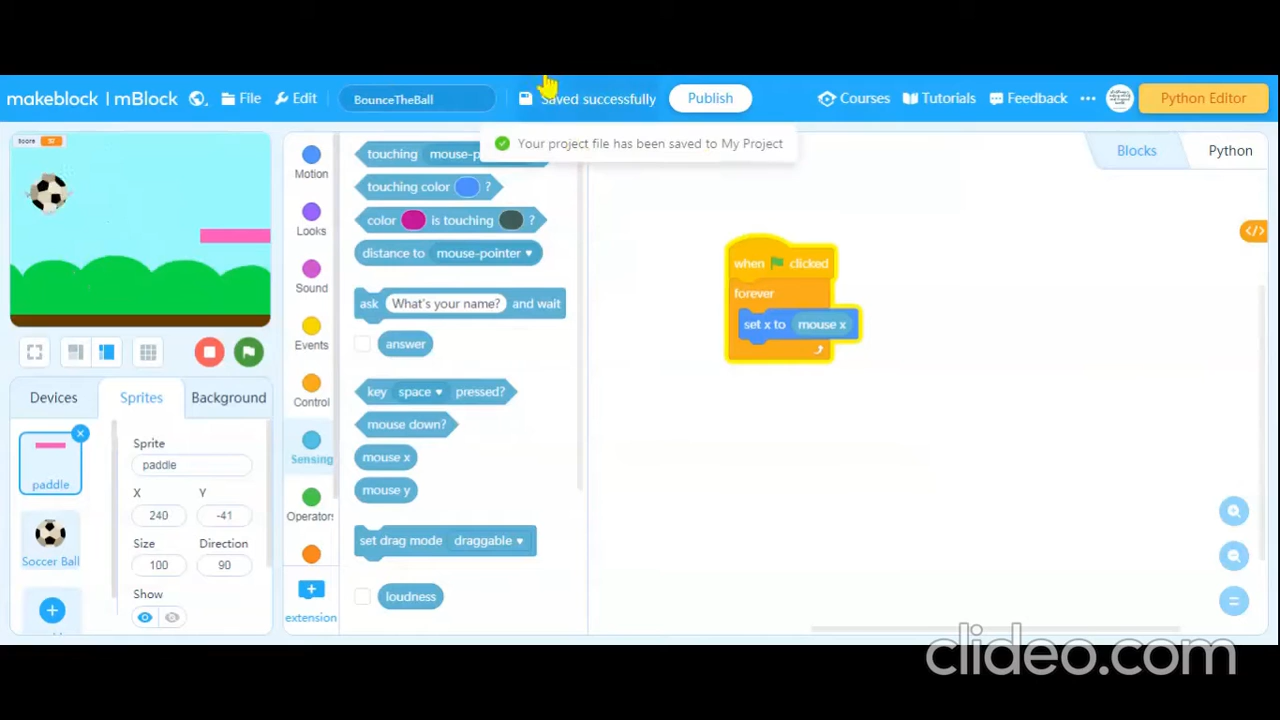 makeblock | mBlock
File
Edit
BounceTheBall
Saved successfully
Publish
Courses
Tutorials
Feedback
Python Editor
Your project file has been saved to My Project
Score
Blocks
Python
Motion
Looks
Sound
Events
Control
Sensing
Operators
extension
touching mouse-p
touching color ?
color is touching ?
distance to mouse-pointer
ask What's your name? and wait
answer
key space pressed?
mouse down?
mouse x
mouse y
set drag mode draggable
loudness
when clicked
forever
set x to mouse x
Devices
Sprites
Background
paddle
Soccer Ball
Sprite
paddle
X
Y
240
-41
Size
Direction
100
90
Show
clideo.com